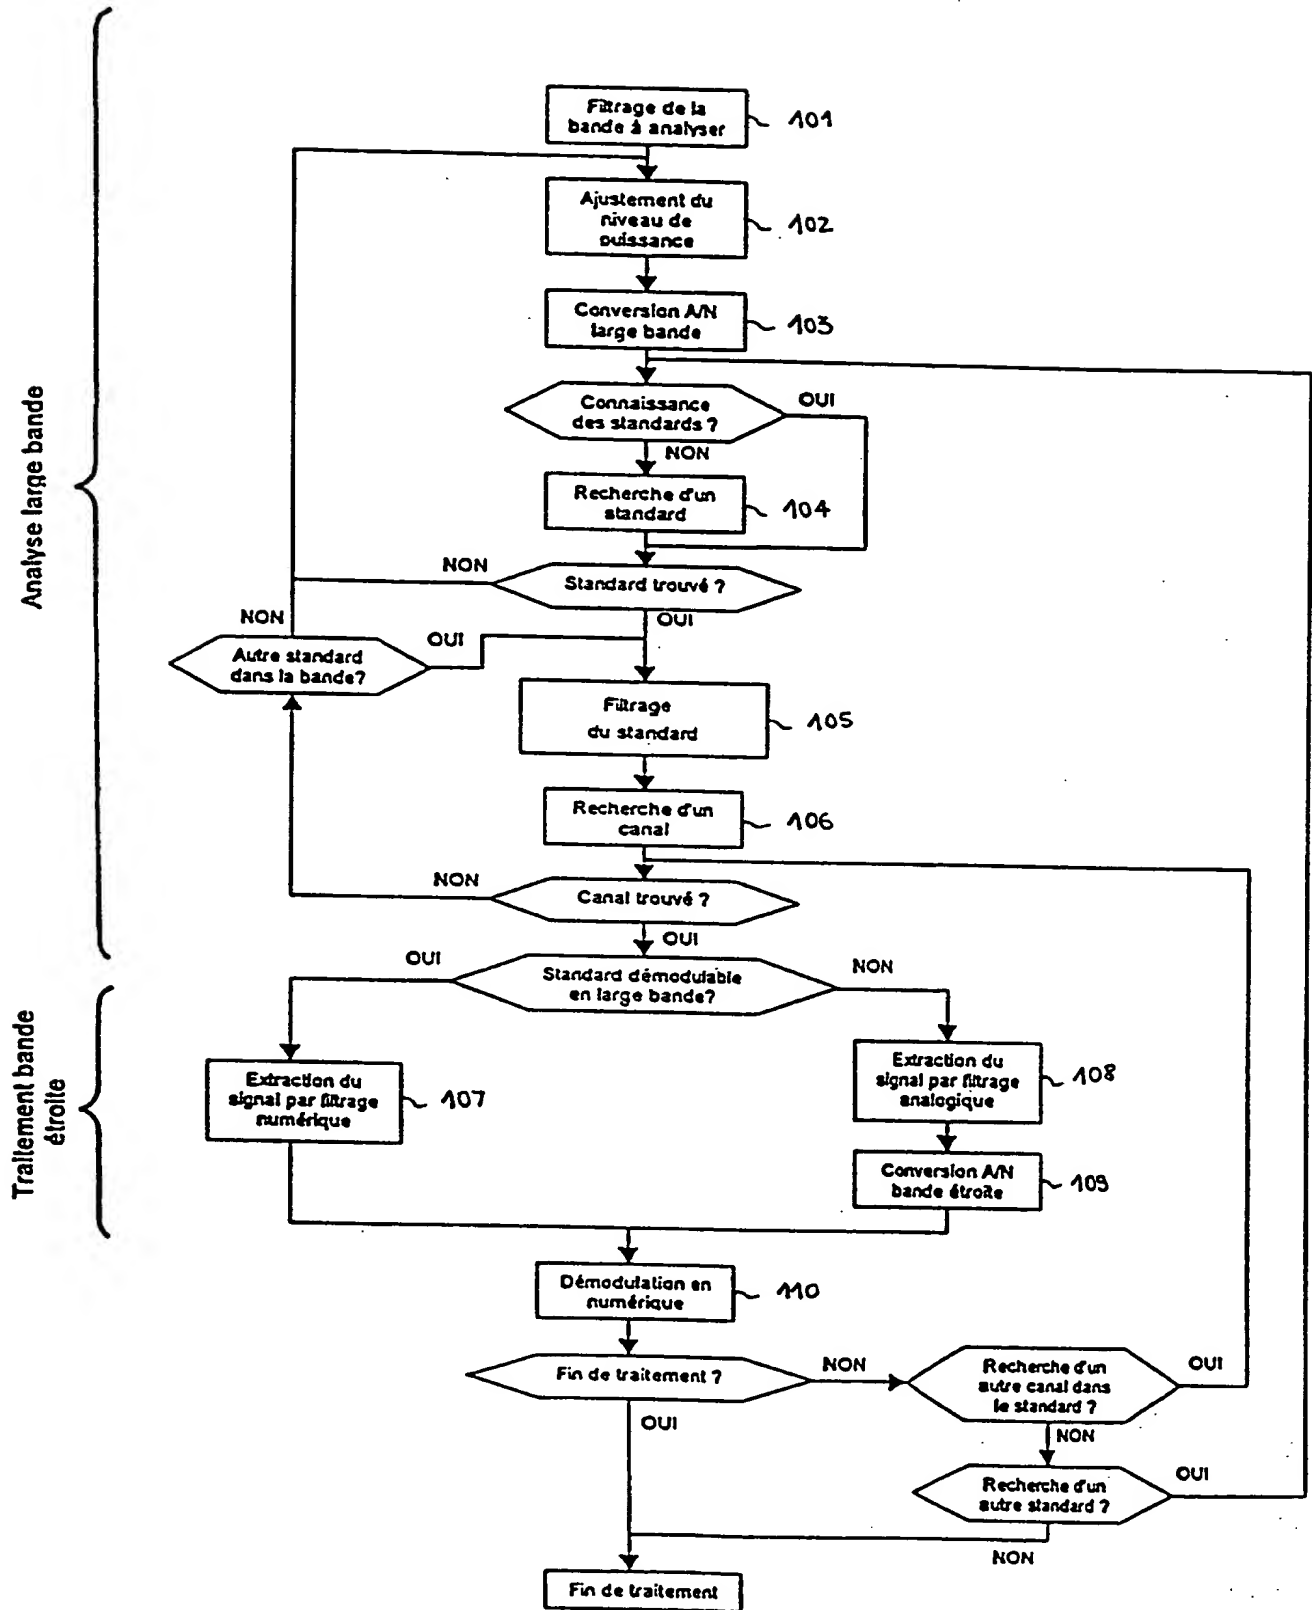 Filtrage de la
bande à analyser
101
Ajustement du
niveau de
puissance
102
Conversion A/N
large bande
103
Connaissance
des standards ?
OUI
NON
Recherche d'un
standard
104
NON
Standard trouvé ?
OUI
NON
Autre standard
dans la bande?
OUI
Filtrage
du standard
105
Recherche d'un
canal
106
NON
Canal trouvé ?
OUI
Analyse large bande
OUI
Standard démodulable
en large bande?
NON
Extraction du
signal par filtrage
numérique
107
Extraction du
signal par filtrage
analogique
108
Conversion A/N
bande étroite
109
Traitement bande
étroite
Démodulation en
numérique
110
Fin de traitement ?
NON
OUI
Recherche d'un
autre canal dans
le standard ?
OUI
NON
Recherche d'un
autre standard ?
OUI
NON
Fin de traitement